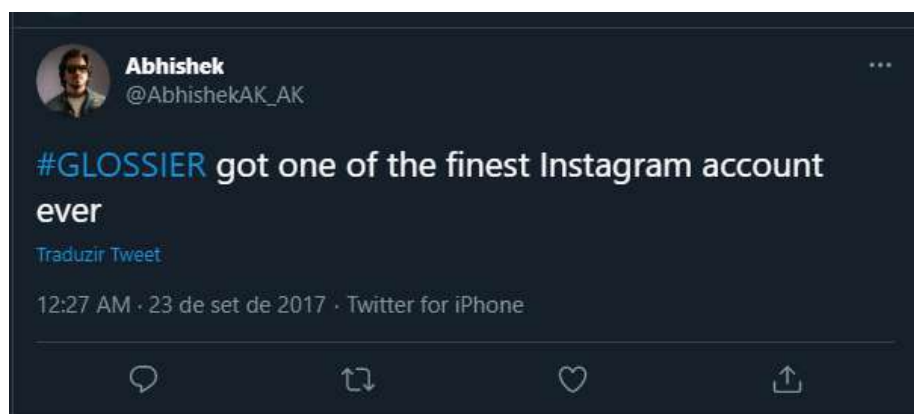 Abhishek
@AbhishekAK_AK
#GLOSSIER got one of the finest Instagram account
ever
Traduzir Tweet
12:27 AM · 23 de set de 2017 · Twitter for iPhone